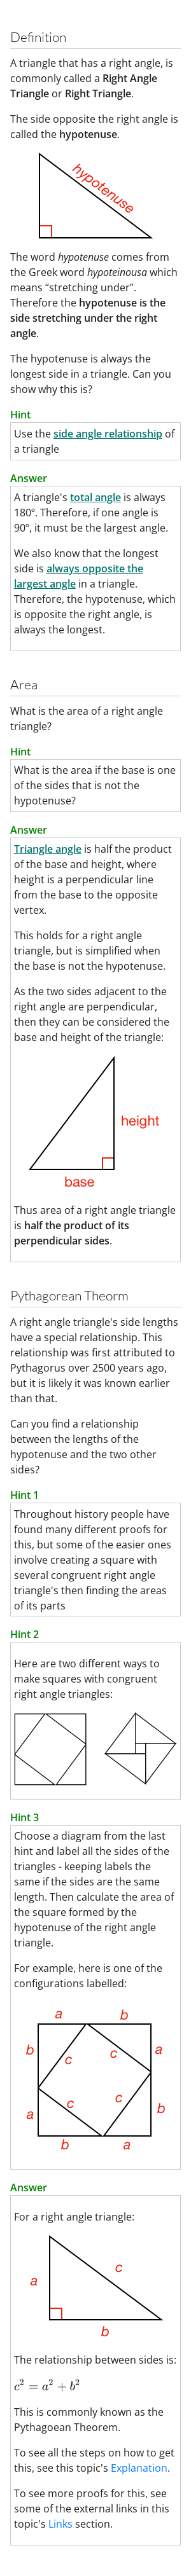 Definition
A triangle that has a right angle, is
commonly called a Right Angle
Triangle or Right Triangle.
The side opposite the right angle is
called the hypotenuse.
hypotenuse
The word hypotenuse comes from
the Greek word hypoteinousa which
means “stretching under”.
Therefore the hypotenuse is the
side stretching under the right
angle.
The hypotenuse is always the
longest side in a triangle. Can you
show why this is?
Hint
Use the side angle relationship of
a triangle
Answer
A triangle's total angle is always
180º. Therefore, if one angle is
90º, it must be the largest angle.
We also know that the longest
side is always opposite the
largest angle in a triangle.
Therefore, the hypotenuse, which
is opposite the right angle, is
always the longest.
Area
What is the area of a right angle
triangle?
Hint
What is the area if the base is one
of the sides that is not the
hypotenuse?
Answer
Triangle angle is half the product
of the base and height, where
height is a perpendicular line
from the base to the opposite
vertex.
This holds for a right angle
triangle, but is simplified when
the base is not the hypotenuse.
As the two sides adjacent to the
right angle are perpendicular,
then they can be considered the
base and height of the triangle:
height
base
Thus area of a right angle triangle
is half the product of its
perpendicular sides.
Pythagorean Theorm
A right angle triangle's side lengths
have a special relationship. This
relationship was first attributed to
Pythagorus over 2500 years ago,
but it is likely it was known earlier
than that.
Can you find a relationship
between the lengths of the
hypotenuse and the two other
sides?
Hint 1
Throughout history people have
found many different proofs for
this, but some of the easier ones
involve creating a square with
several congruent right angle
triangle's then finding the areas
of its parts
Hint 2
Here are two different ways to
make squares with congruent
right angle triangles:
Hint 3
Choose a diagram from the last
hint and label all the sides of the
triangles - keeping labels the
same if the sides are the same
length. Then calculate the area of
the square formed by the
hypotenuse of the right angle
triangle.
For example, here is one of the
configurations labelled:
a b
b c c a
a c c b
b a
Answer
For a right angle triangle:
a c
b
The relationship between sides is:
c² = a² + b²
This is commonly known as the
Pythagoean Theorem.
To see all the steps on how to get
this, see this topic's Explanation.
To see more proofs for this, see
some of the external links in this
topic's Links section.